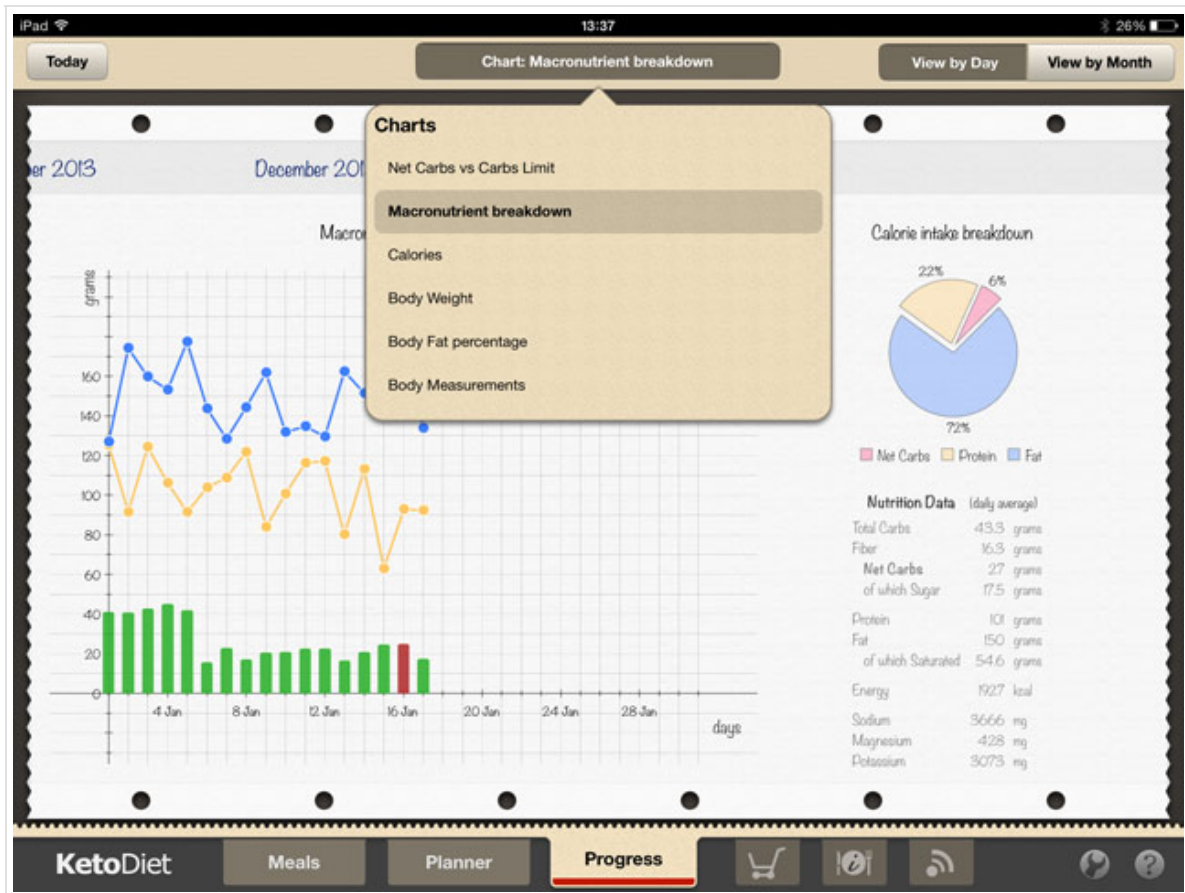 iPad 13:37 26%
Today Chart: Macronutrient breakdown View by Day View by Month
Charts
er 2013 December 201
Net Carbs vs Carbs Limit
Macronutrient breakdown
Macro
Calorie intake breakdown
Calories
22% 6%
grams
Body Weight
Body Fat percentage
160
Body Measurements
140
72%
120
Net Carbs Protein Fat
100
Nutrition Data (daily average)
Total Carbs 43.3 grams
80
Fiber 16.3 grams
Net Carbs 27 grams
60
of which Sugar 17.5 grams
40
Protein 101 grams
Fat 150 grams
20
of which Saturated 54.6 grams
0
Energy 1927 kcal
4 Jan 8 Jan 12 Jan 16 Jan 20 Jan 24 Jan 28 Jan
days
Sodium 3666 mg
Magnesium 428 mg
Potassium 3073 mg
KetoDiet Meals Planner Progress